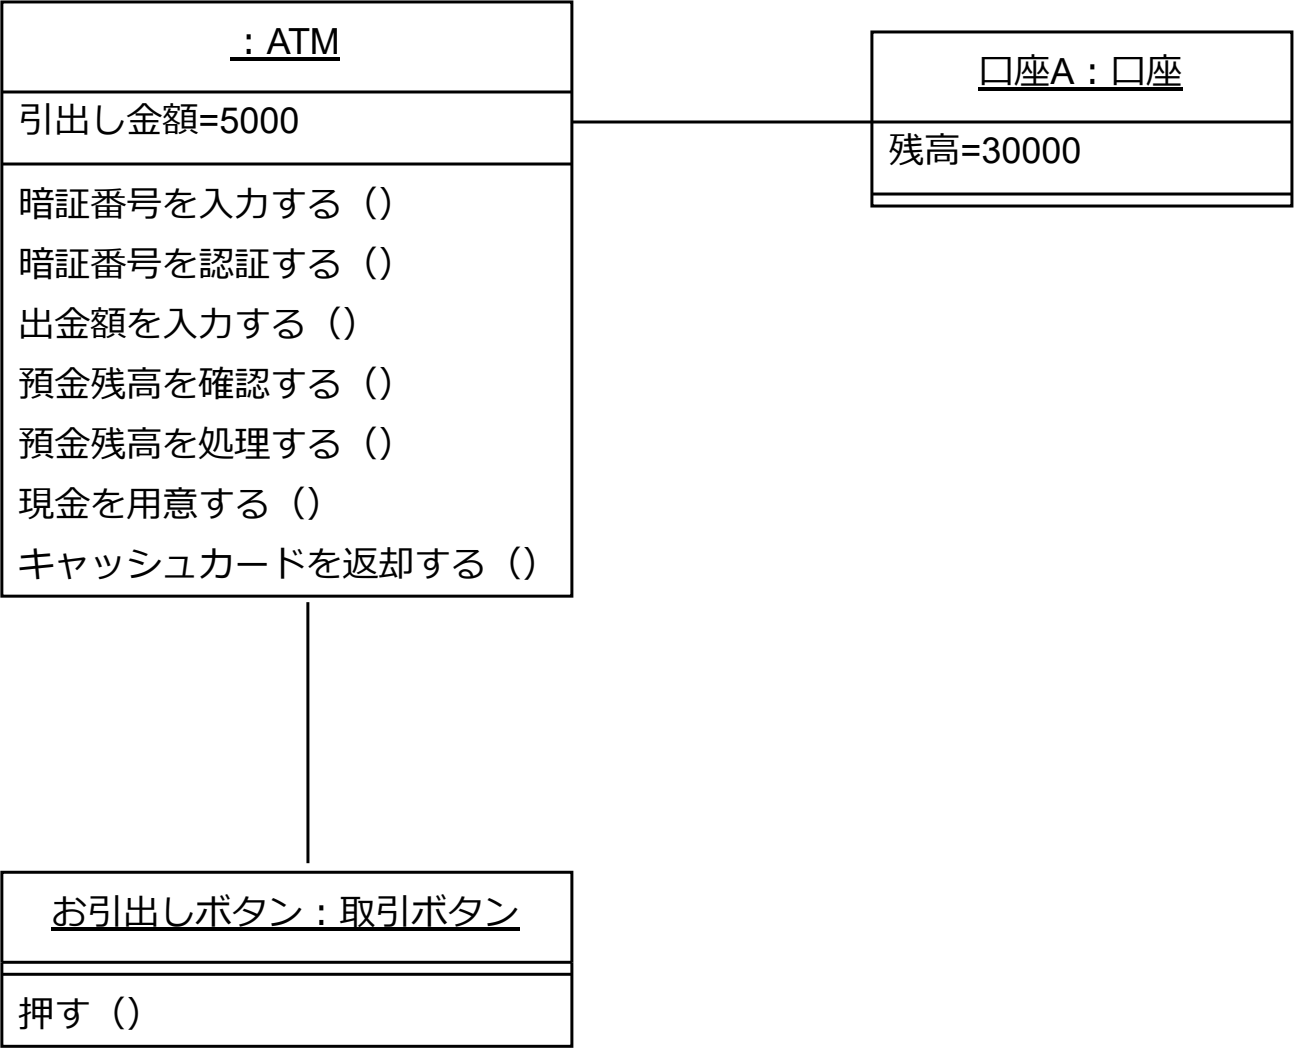 ：ATM
引出し金額=5000
暗証番号を入力する（）
暗証番号を認証する（）
出金額を入力する（）
預金残高を確認する（）
預金残高を処理する（）
現金を用意する（）
キャッシュカードを返却する（）
口座A：口座
残高=30000
お引出しボタン：取引ボタン
押す（）